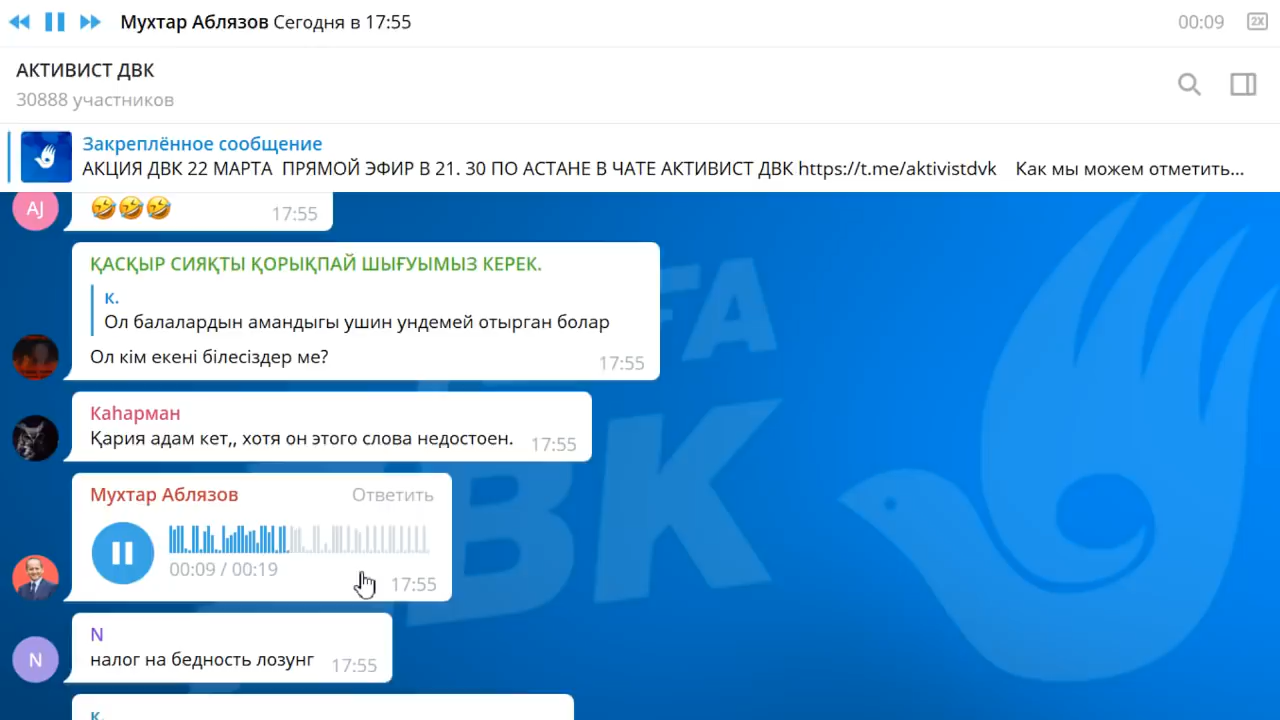 Мухтар Аблязов Сегодня в 17:55
00:09
2X
АКТИВИСТ ДВК
30888 участников
Закреплённое сообщение
АКЦИЯ ДВК 22 МАРТА ПРЯМОЙ ЭФИР В 21. 30 ПО АСТАНЕ В ЧАТЕ АКТИВИСТ ДВК https://t.me/aktivistdvk Как мы можем отметить...
AJ
🤣🤣🤣
17:55
ҚАСҚЫР СИЯҚТЫ ҚОРЫҚПАЙ ШЫҒУЫМЫЗ КЕРЕК.
к.
Ол балалардын амандыгы ушин ундемей отырган болар
Ол кім екені білесіздер ме?
17:55
Каһарман
Қария адам кет,, хотя он этого слова недостоен.
17:55
Мухтар Аблязов
Ответить
00:09 / 00:19
17:55
N
N
налог на бедность лозунг
17:55
к.
ДВК